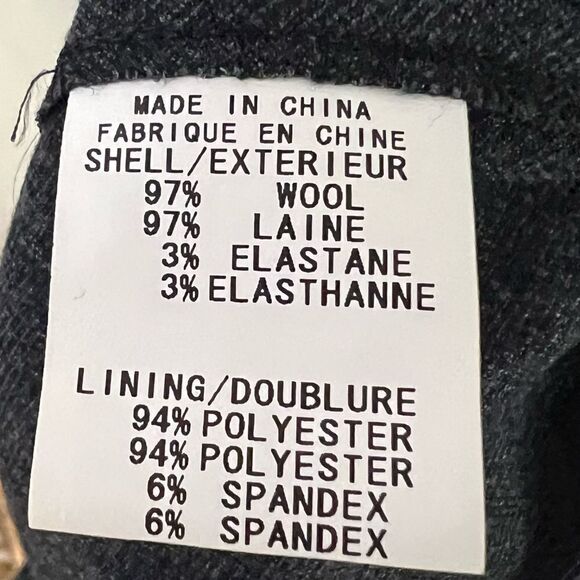 MADE IN CHINA
FABRIQUE EN CHINE
SHELL/EXTERIEUR
97% WOOL
97% LAINE
3% ELASTANE
3% ELASTHANNE
LINING/DOUBLURE
94% POLYESTER
94% POLYESTER
6% SPANDEX
6% SPANDEX